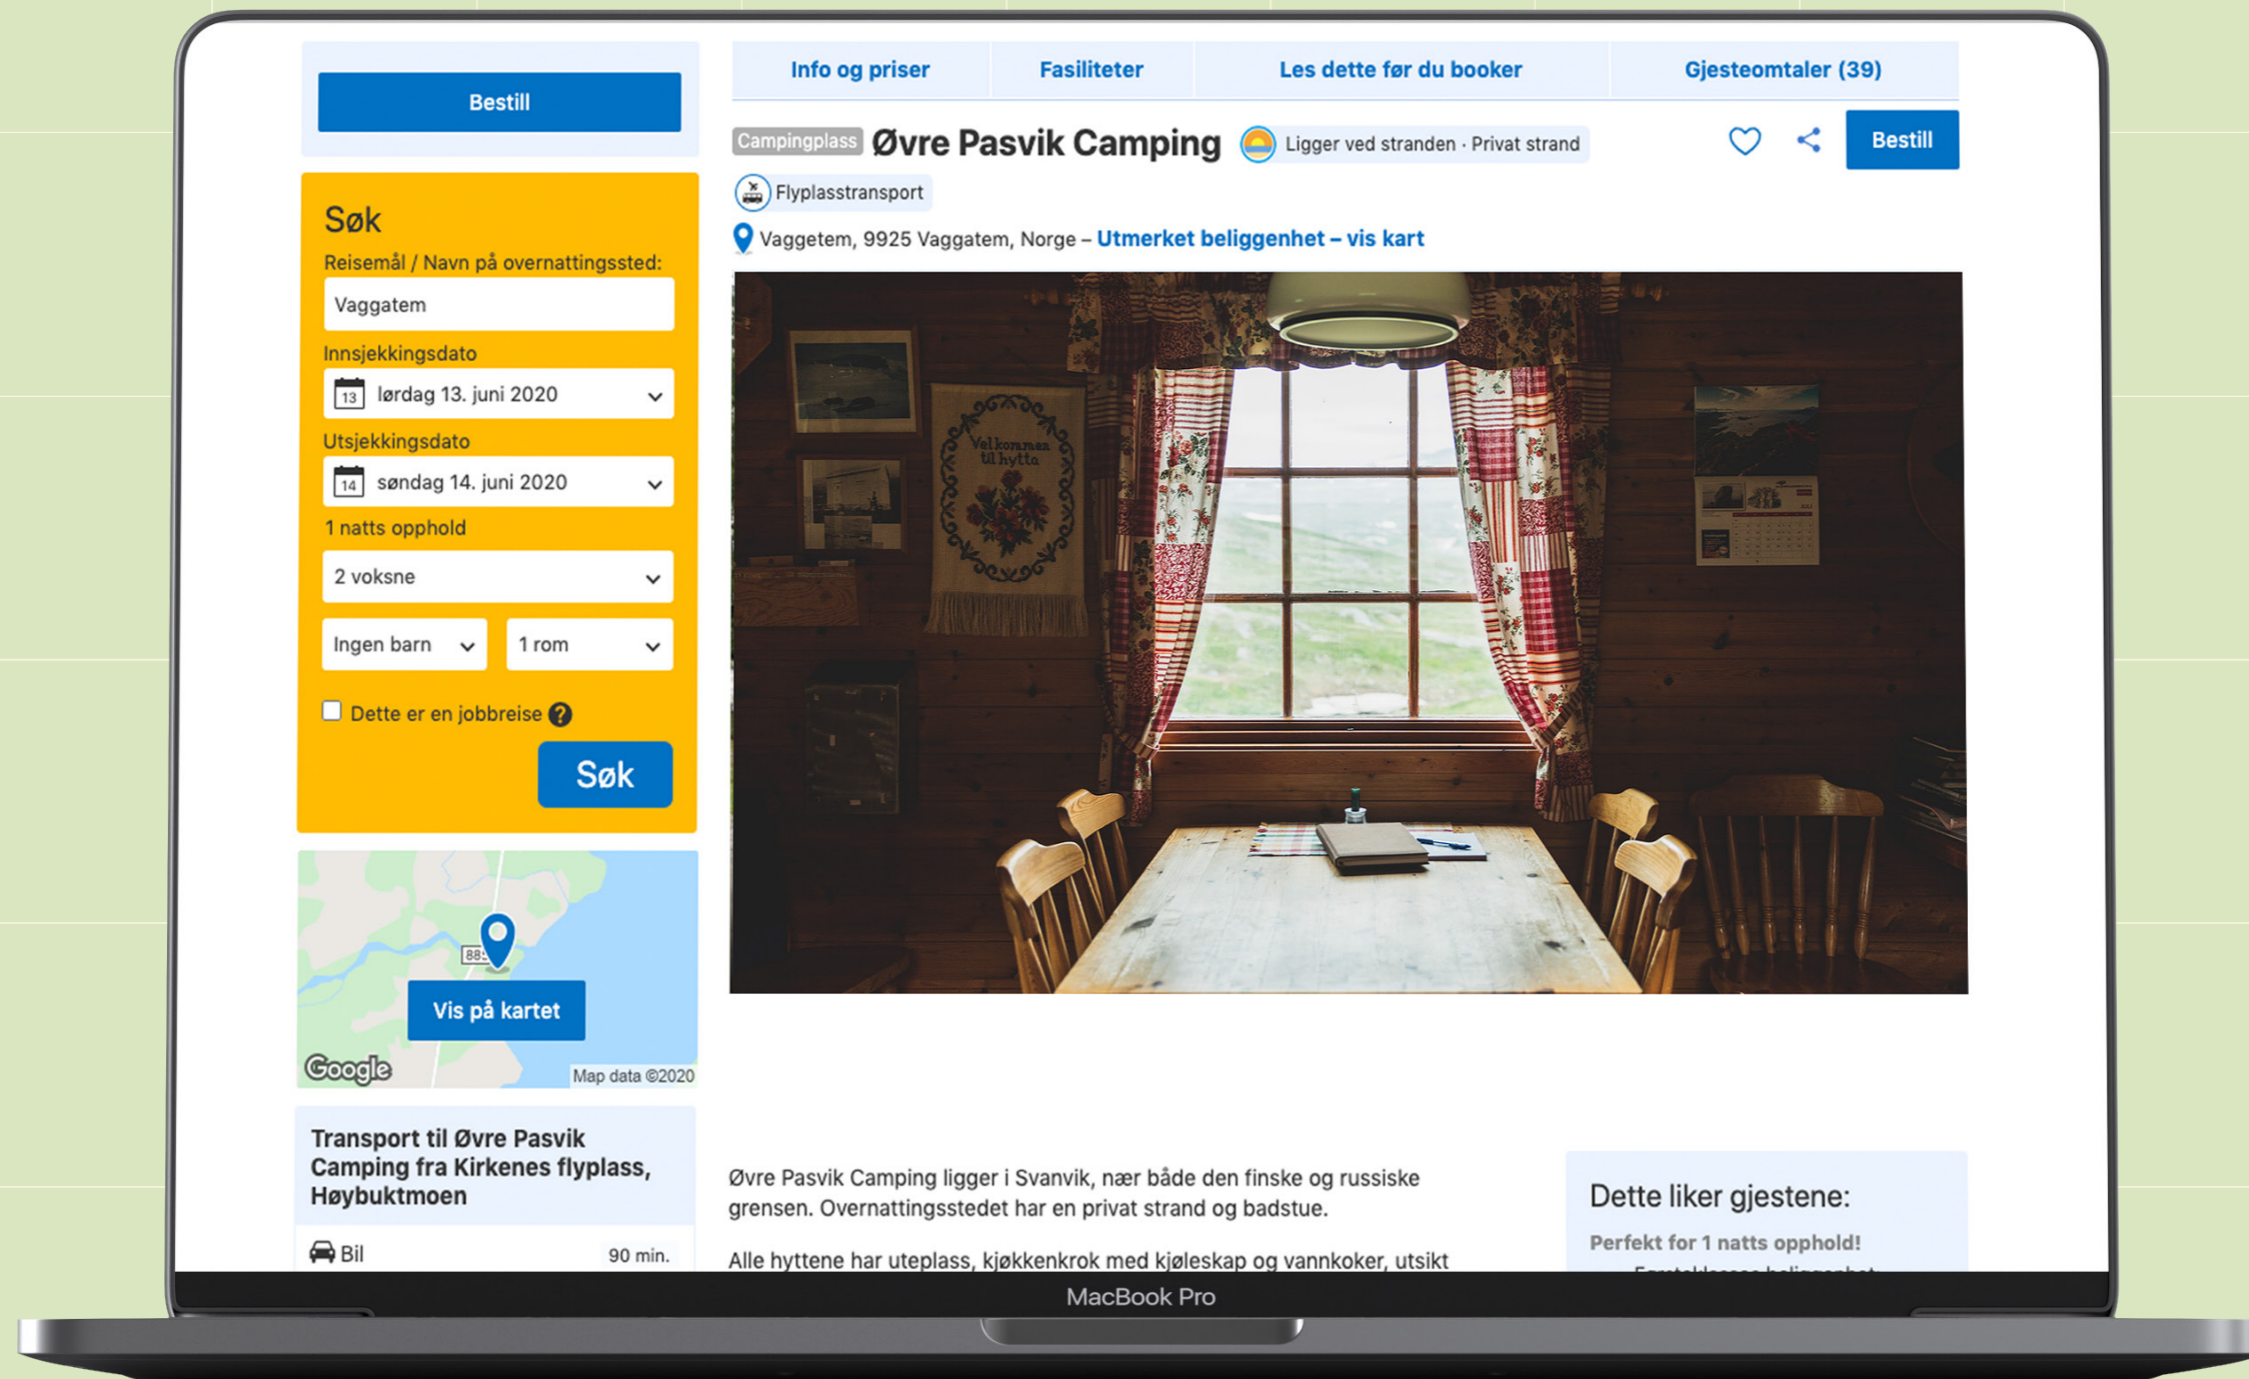 Bestill
Søk
Reisemål / Navn på overnattingssted:
Vaggatem
Innsjekkingsdato
13 lørdag 13. juni 2020
Utsjekkingsdato
14 søndag 14. juni 2020
1 natts opphold
2 voksne
Ingen barn 1 rom
Dette er en jobbreise ?
Søk
Vis på kartet
Google Map data ©2020
Transport til Øvre Pasvik
Camping fra Kirkenes flyplass,
Høybuktmoen
Bil 90 min.
Info og priser Fasiliteter Les dette før du booker Gjesteomtaler (39)
Campingplass Øvre Pasvik Camping Ligger ved stranden · Privat strand Bestill
Flyplasstransport
Vaggetem, 9925 Vaggatem, Norge – Utmerket beliggenhet – vis kart
Velkommen
til hytta
Øvre Pasvik Camping ligger i Svanvik, nær både den finske og russiske
grensen. Overnattingsstedet har en privat strand og badstue.
Alle hyttene har uteplass, kjøkkenkrok med kjøleskap og vannkoker, utsikt
Dette liker gjestene:
Perfekt for 1 natts opphold!
MacBook Pro